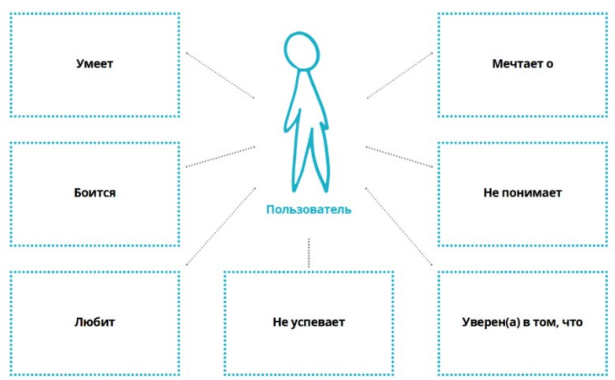 Умеет
Мечтает о
Боится
Не понимает
Пользователь
Любит
Не успевает
Уверен(а) в том, что